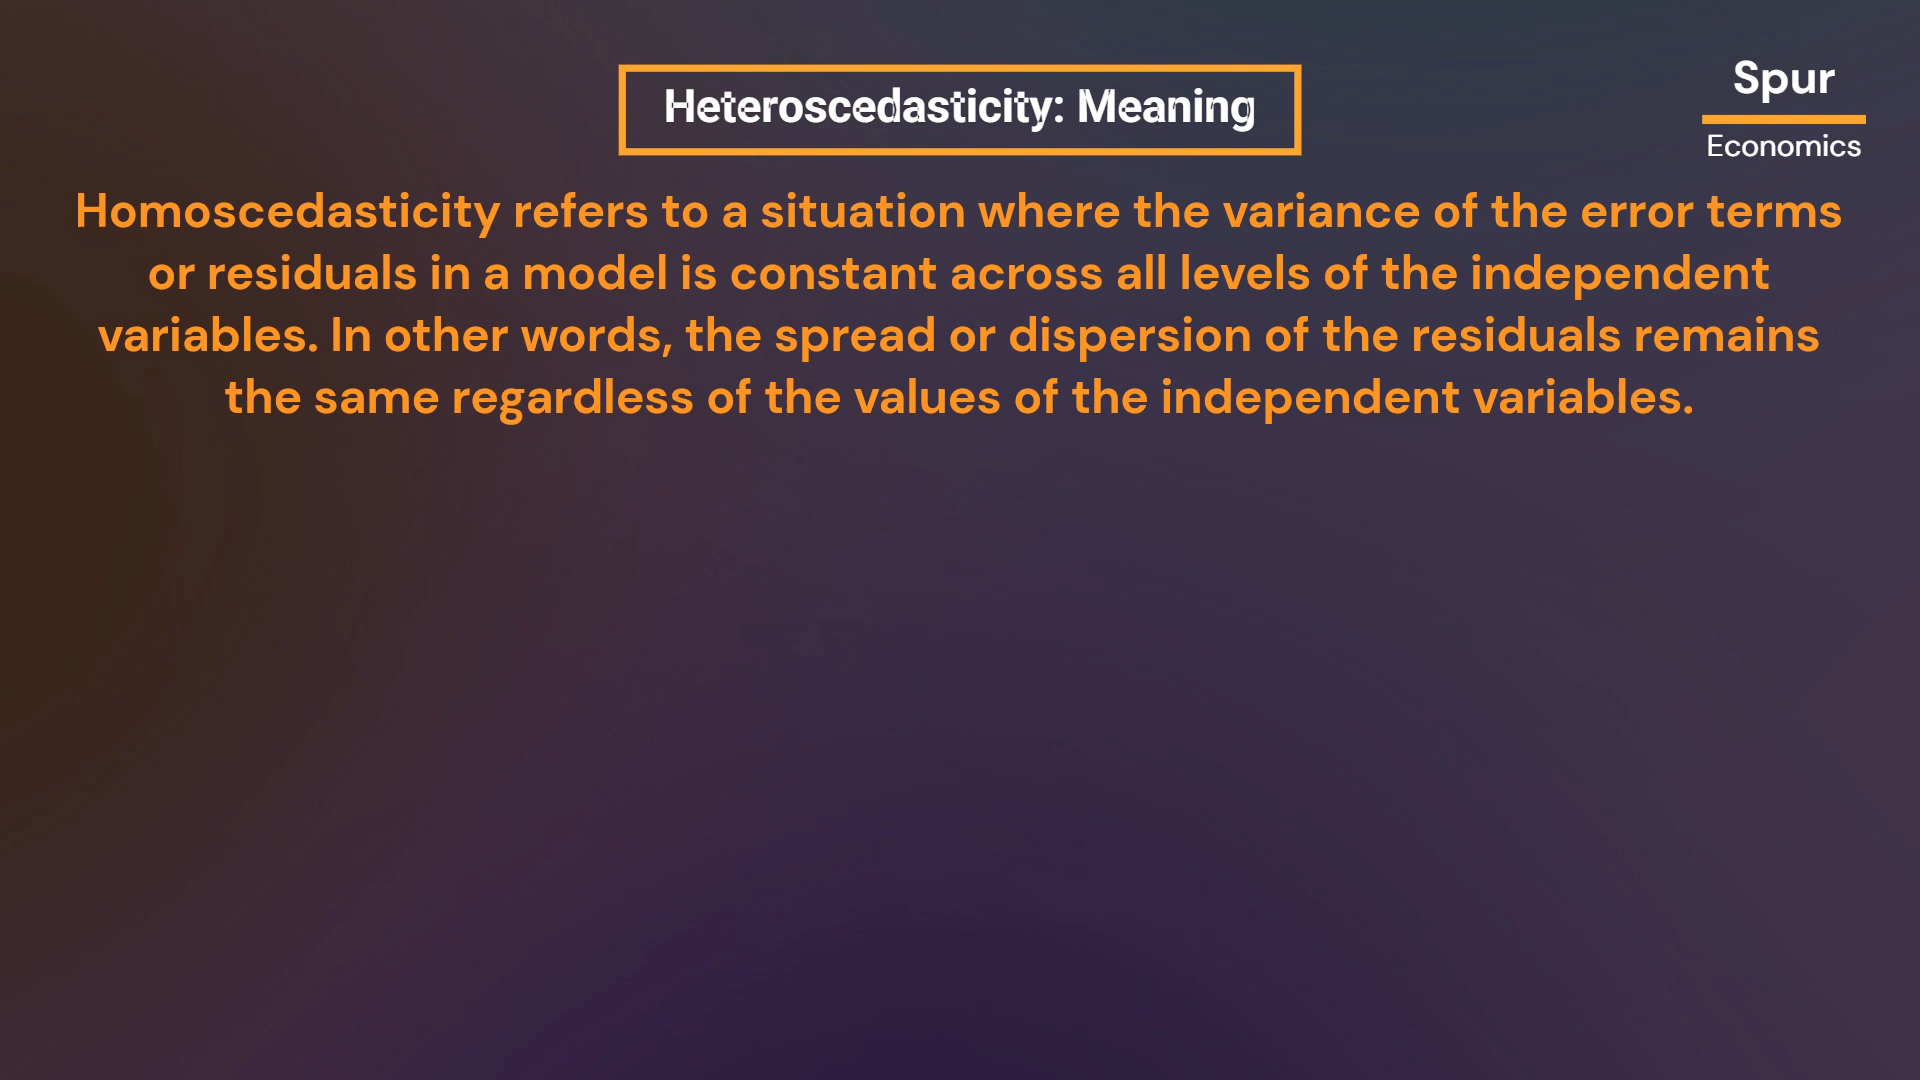 Heteroscedasticity: Meaning
Spur
Economics
Homoscedasticity refers to a situation where the variance of the error terms
or residuals in a model is constant across all levels of the independent
variables. In other words, the spread or dispersion of the residuals remains
the same regardless of the values of the independent variables.